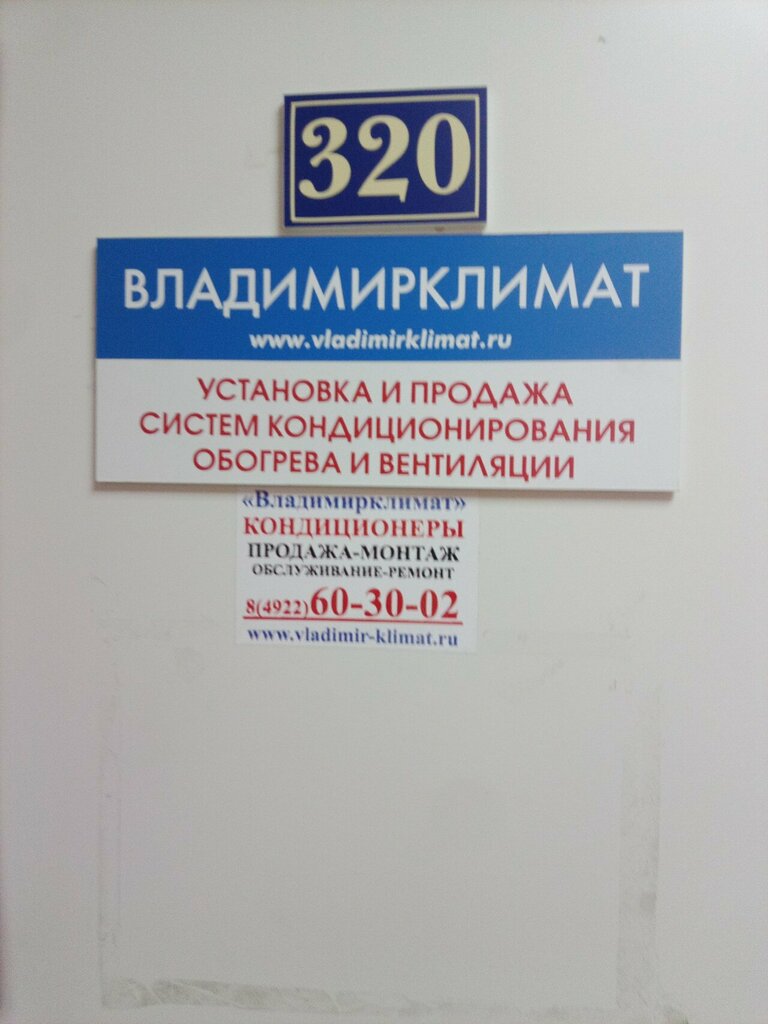 320
ВЛАДИМИРКЛИМАТ
www.vladimirklimat.ru
УСТАНОВКА И ПРОДАЖА
СИСТЕМ КОНДИЦИОНИРОВАНИЯ
ОБОГРЕВА И ВЕНТИЛЯЦИИ
«Владимирклимат»
КОНДИЦИОНЕРЫ
ПРОДАЖА-МОНТАЖ
ОБСЛУЖИВАНИЕ-РЕМОНТ
8(4922)60-30-02
www.vladimir-klimat.ru